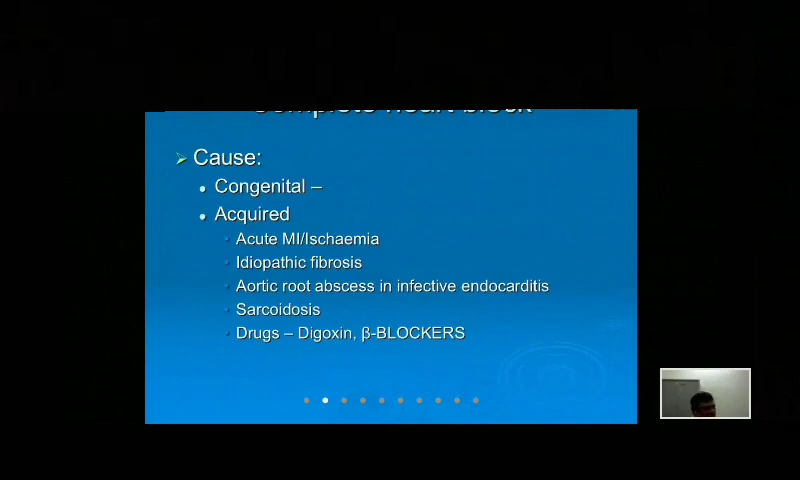 Complete heart block
Cause:
Congenital –
Acquired
Acute MI/Ischaemia
Idiopathic fibrosis
Aortic root abscess in infective endocarditis
Sarcoidosis
Drugs – Digoxin, β-BLOCKERS